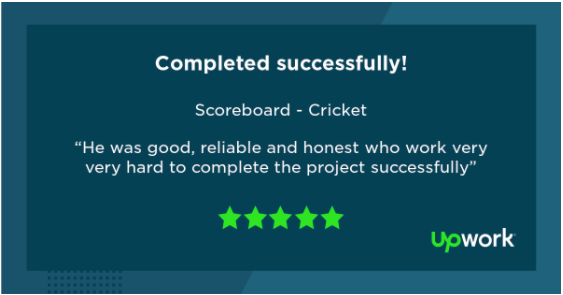 Completed successfully!
Scoreboard - Cricket
“He was good, reliable and honest who work very
very hard to complete the project successfully”
upwork